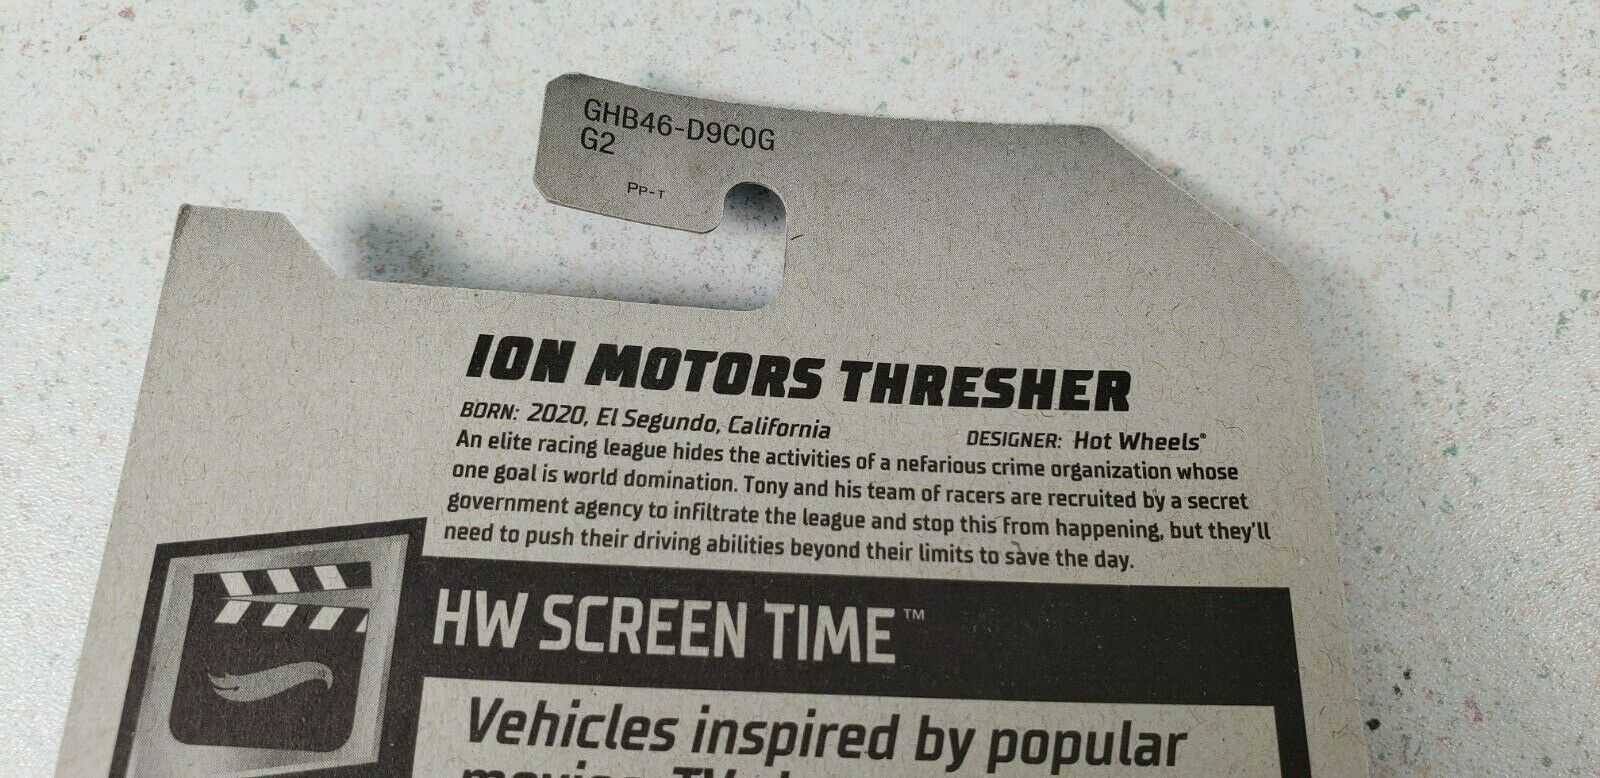 GHB46-D9C0G
G2
PP-T
ION MOTORS THRESHER
BORN: 2020, El Segundo, California DESIGNER: Hot Wheels®
An elite racing league hides the activities of a nefarious crime organization whose
one goal is world domination. Tony and his team of racers are recruited by a secret
government agency to infiltrate the league and stop this from happening, but they'll
need to push their driving abilities beyond their limits to save the day.
HW SCREEN TIME™
Vehicles inspired by popular